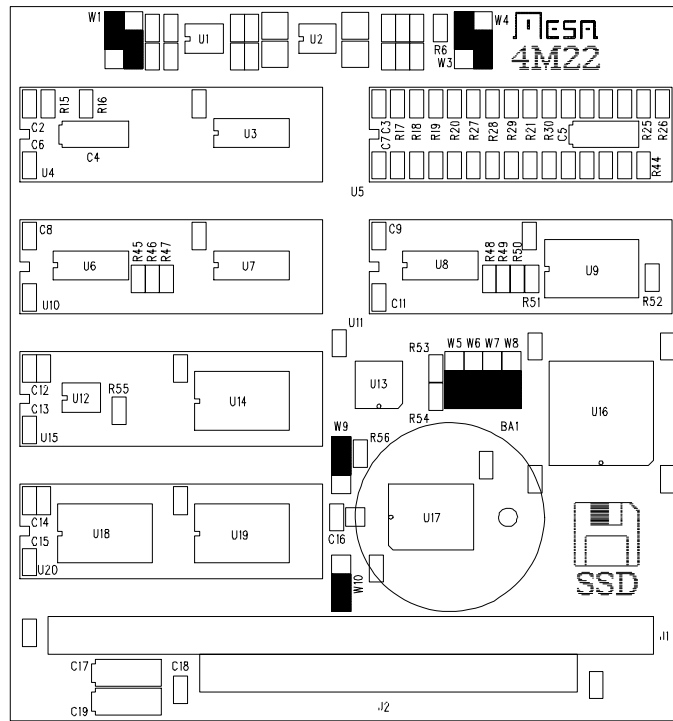 W1
U1
U2
R6
W4
W3
MESA
4M22
C2
R15
R16
C6
C4
U3
U4
C3
C7
R17
R18
R19
R20
R27
R28
R29
R21
R30
C5
R25
R26
R44
U5
C8
U6
R45
R46
R47
U7
U10
C9
U8
R48
R49
R50
U9
R51
R52
C11
U11
C12
C13
U12
R55
U14
U15
R53
W5 W6 W7 W8
U13
R54
BA1
U16
W9
R56
C14
C15
U18
U19
U20
C16
U17
W10
SSD
J1
C17
C18
C19
J2